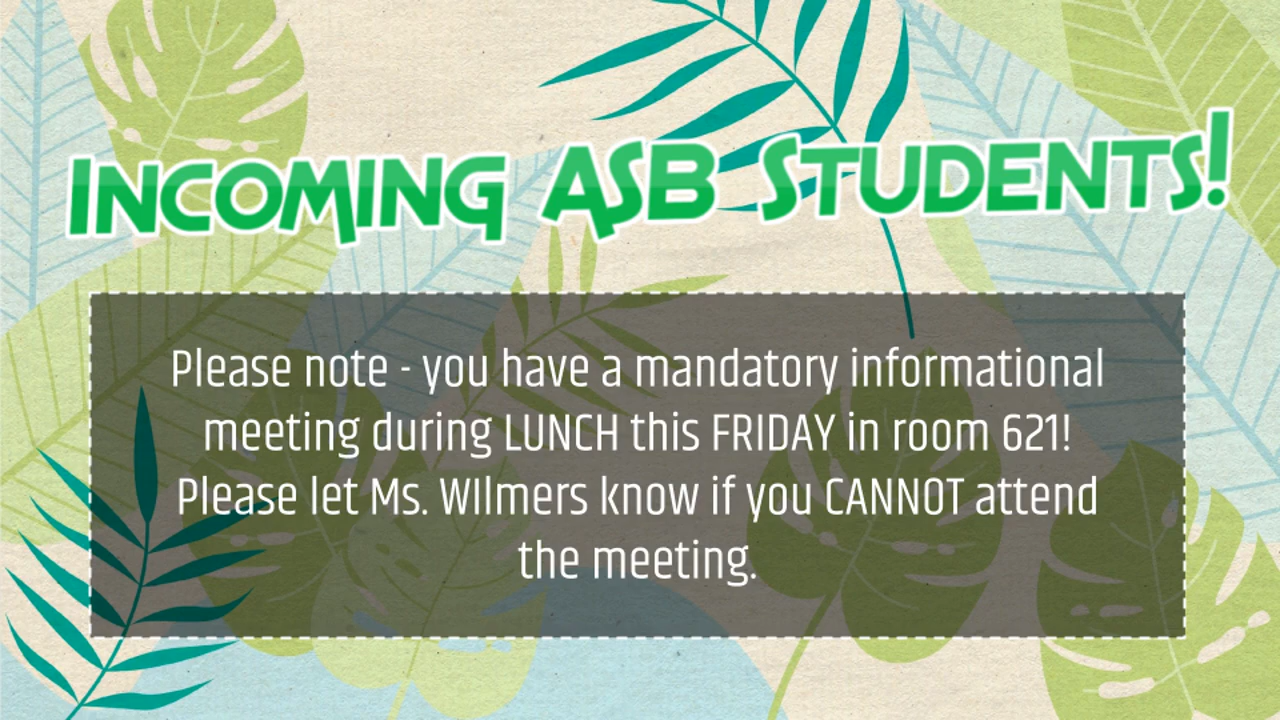 Incoming ASB Students!
Please note - you have a mandatory informational
meeting during LUNCH this FRIDAY in room 621!
Please let Ms. WIlmers know if you CANNOT attend
the meeting.